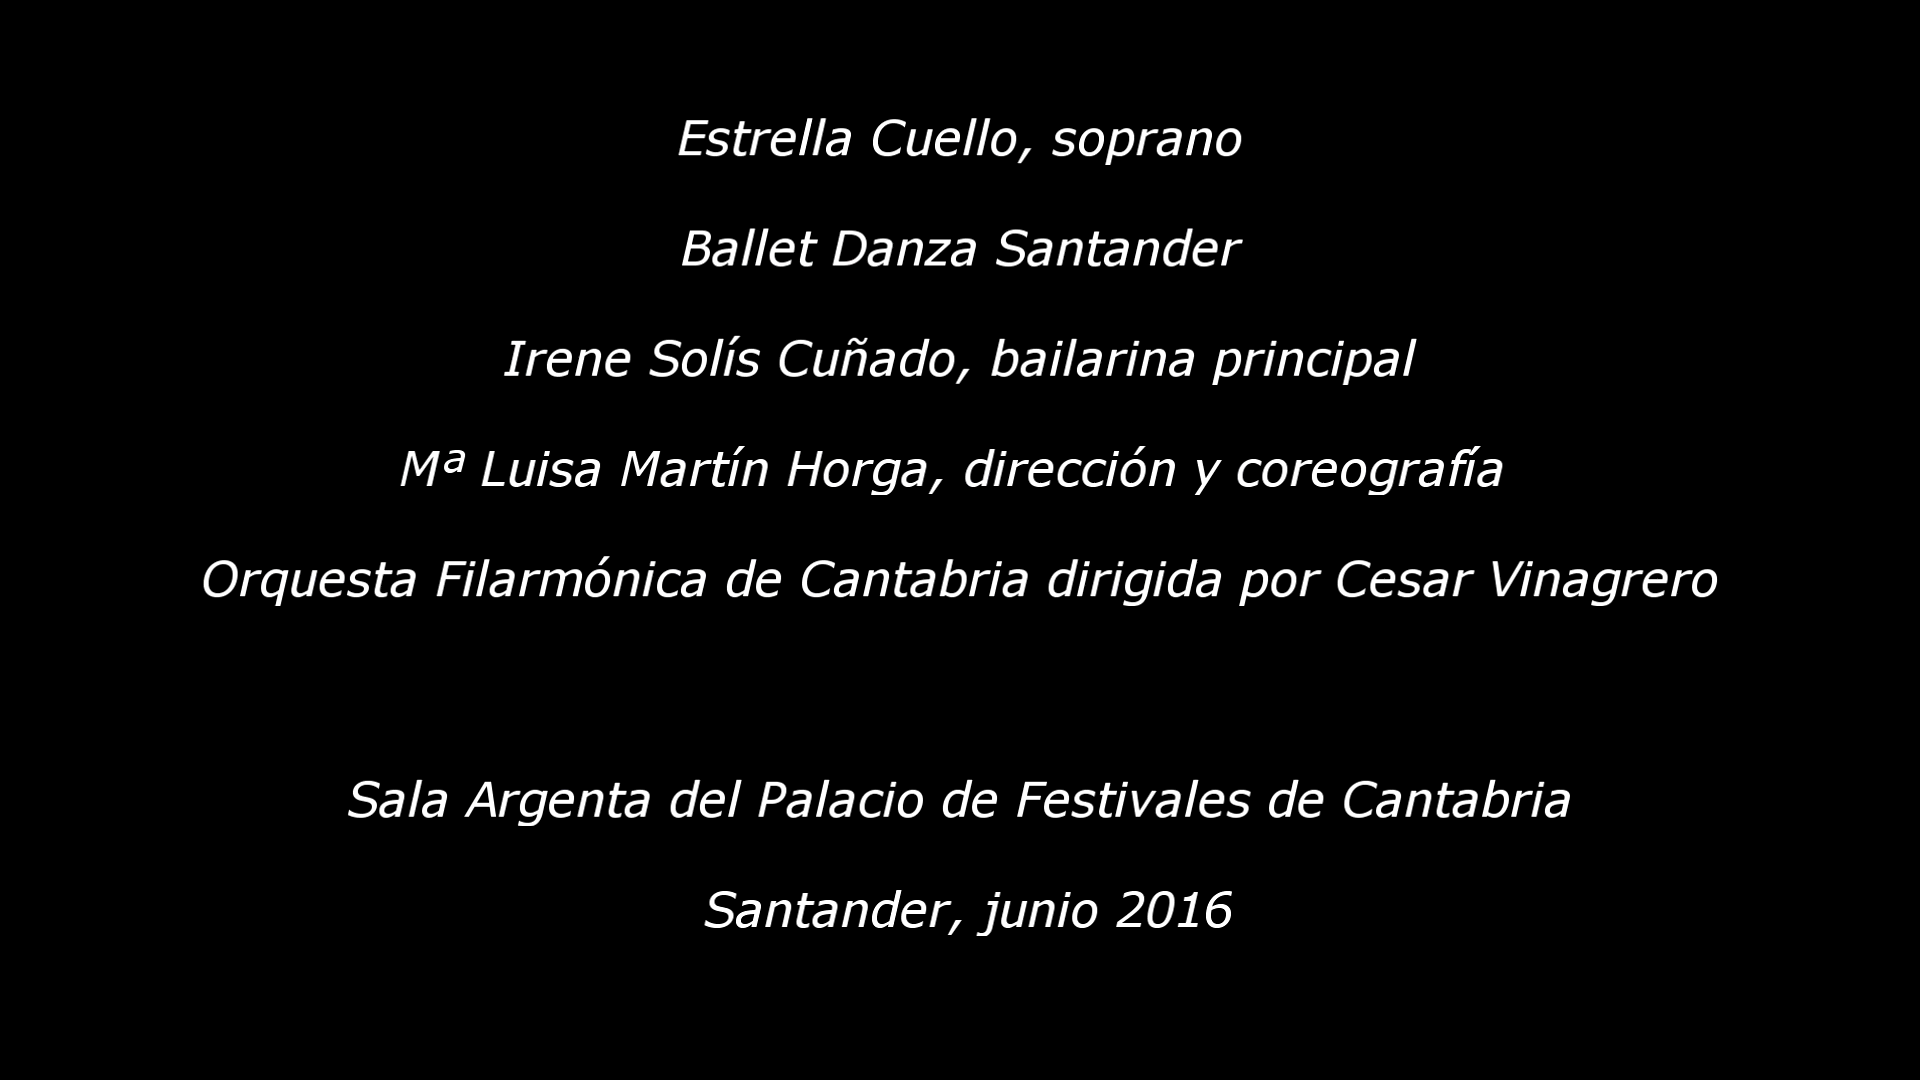 Estrella Cuello, soprano
Ballet Danza Santander
Irene Solís Cuñado, bailarina principal
Mª Luisa Martín Horga, dirección y coreografía
Orquesta Filarmónica de Cantabria dirigida por Cesar Vinagrero
Sala Argenta del Palacio de Festivales de Cantabria
Santander, junio 2016